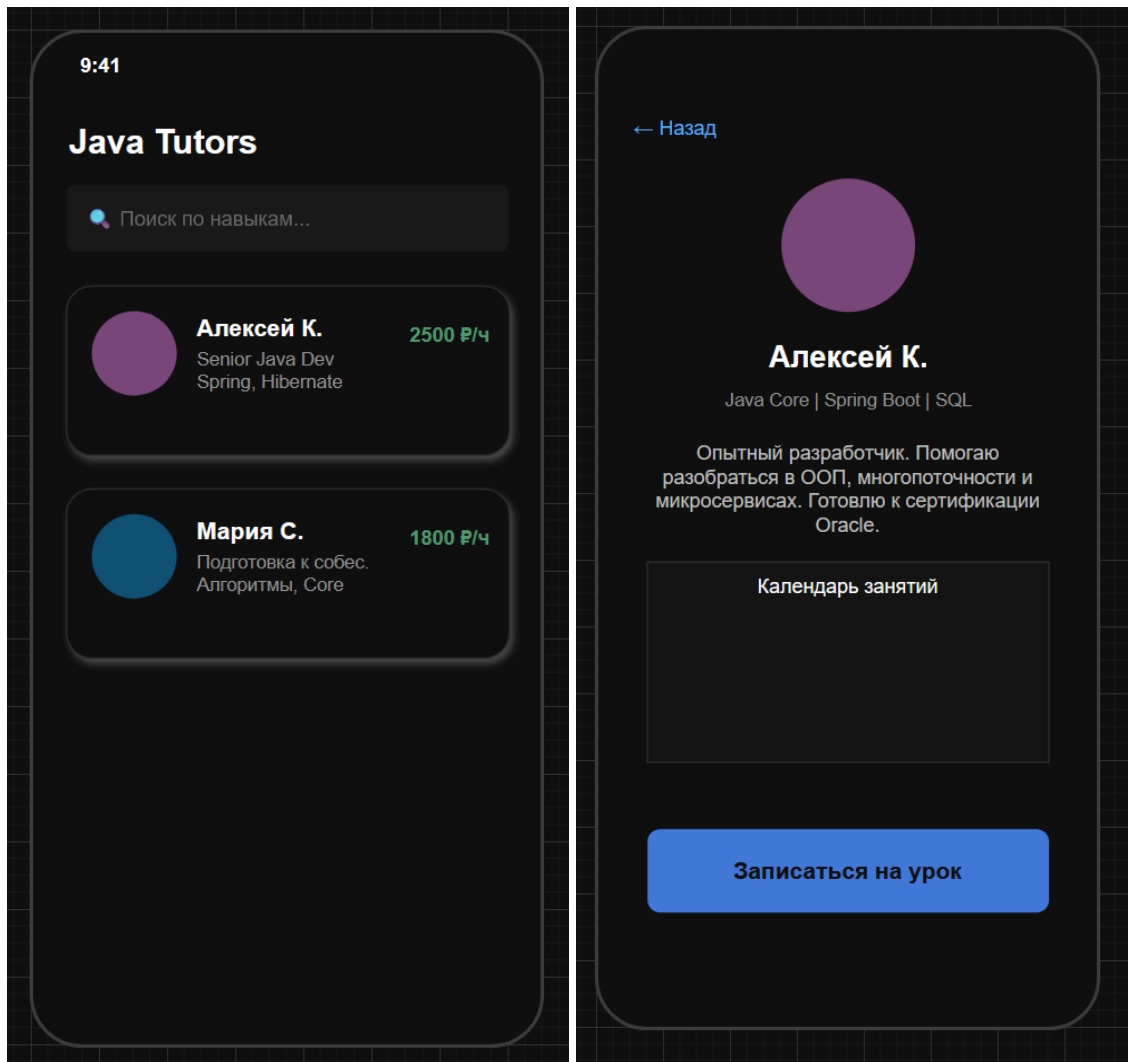 9:41
Java Tutors
Поиск по навыкам...
Алексей К.
2500 ₽/ч
Senior Java Dev
Spring, Hibernate
Мария С.
1800 ₽/ч
Подготовка к собес.
Алгоритмы, Core
← Назад
Алексей К.
Java Core | Spring Boot | SQL
Опытный разработчик. Помогаю
разобраться в ООП, многопоточности и
микросервисах. Готовлю к сертификации
Oracle.
Календарь занятий
Записаться на урок